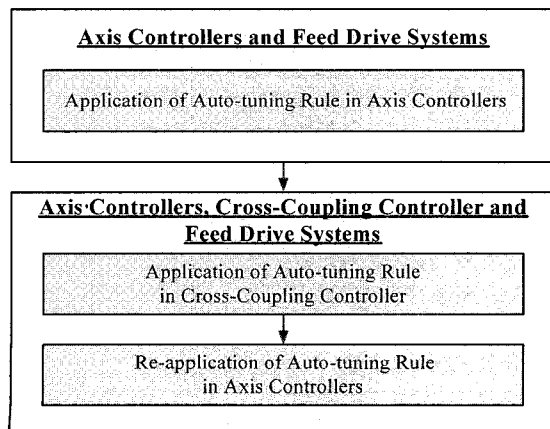 Axis Controllers and Feed Drive Systems
Application of Auto-tuning Rule in Axis Controllers
Axis Controllers, Cross-Coupling Controller and
Feed Drive Systems
Application of Auto-tuning Rule
in Cross-Coupling Controller
Re-application of Auto-tuning Rule
in Axis Controllers